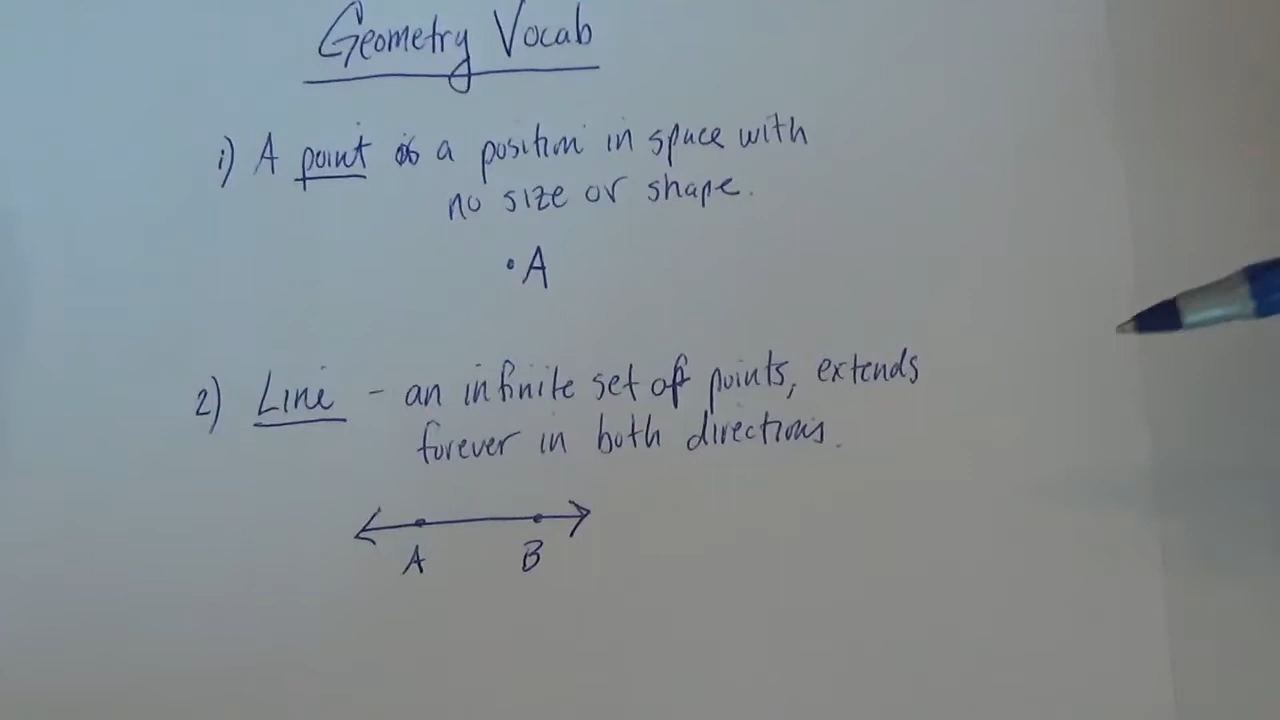 Geometry Vocab
1) A point is a position in space with
no size or shape.
• A
2) Line - an infinite set of points, extends
forever in both directions.
A B